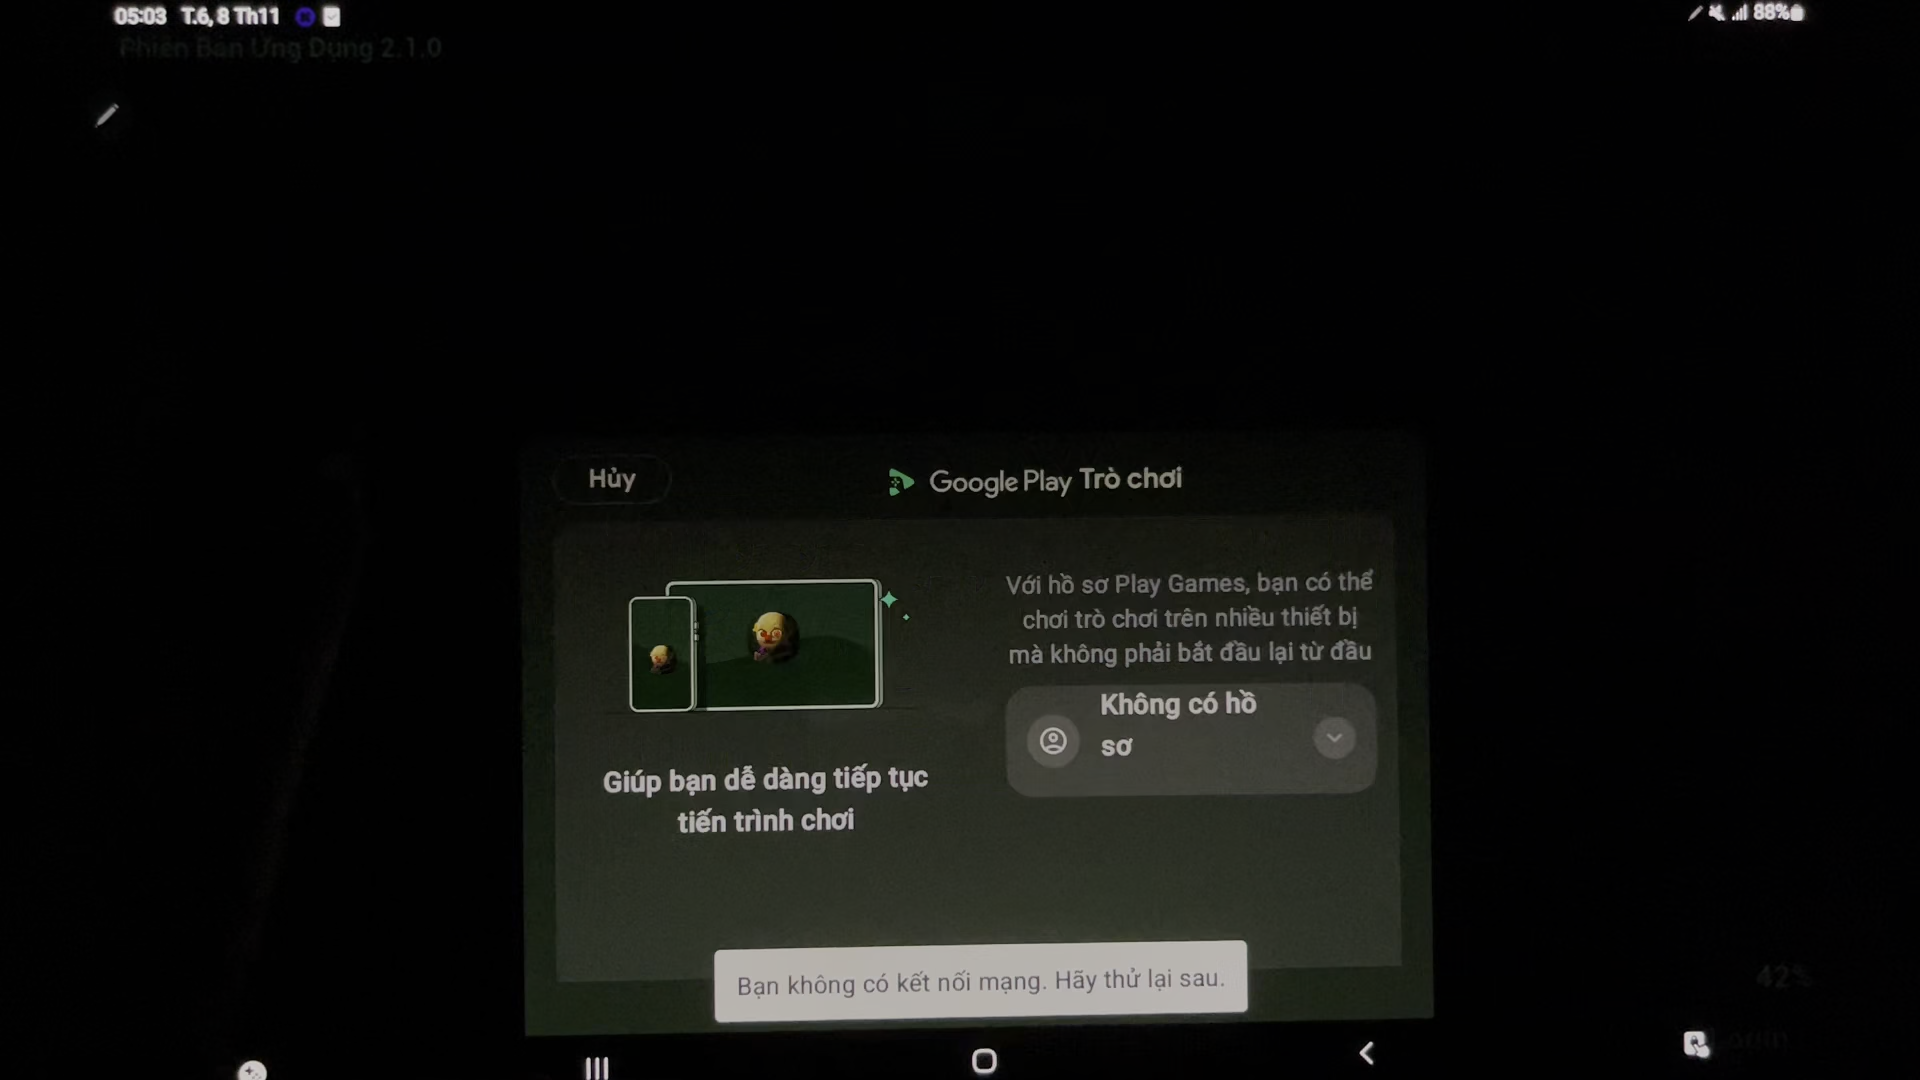 05:03 T.6, 8 Th11
88%
Phiên Bản Ứng Dụng 2.1.0
Hủy
Google Play Trò chơi
Với hồ sơ Play Games, bạn có thể
chơi trò chơi trên nhiều thiết bị
mà không phải bắt đầu lại từ đầu
Không có hồ
sơ
Giúp bạn dễ dàng tiếp tục
tiến trình chơi
Bạn không có kết nối mạng. Hãy thử lại sau.
42%